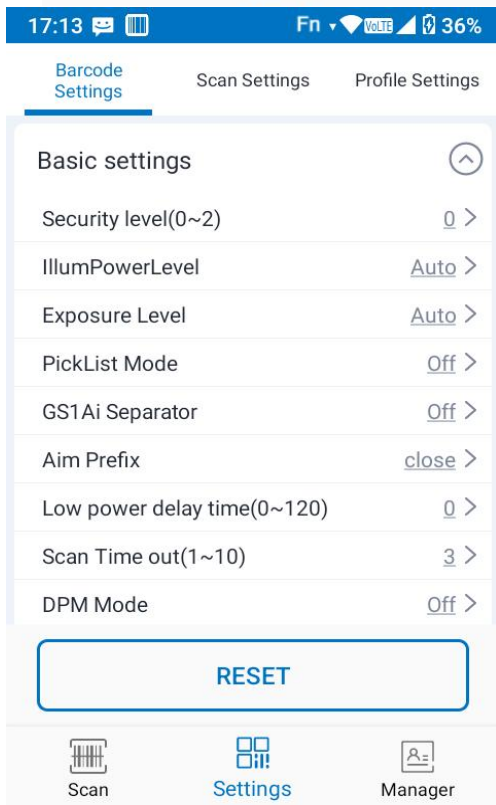 17:13 Fn VoLTE 36%
Barcode
Settings
Scan Settings
Profile Settings
Basic settings
Security level(0~2) 0
IllumPowerLevel Auto
Exposure Level Auto
PickList Mode Off
GS1Ai Separator Off
Aim Prefix close
Low power delay time(0~120) 0
Scan Time out(1~10) 3
DPM Mode Off
RESET
Scan Settings Manager